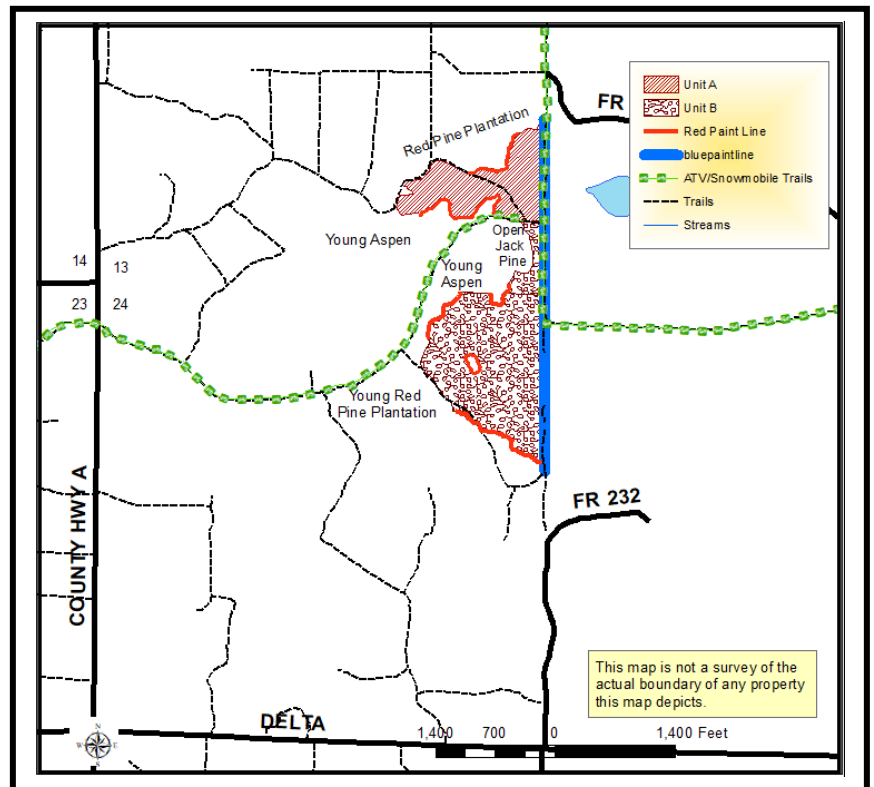 FR
Unit A
Unit B
Red Paint Line
bluepaintline
ATV/Snowmobile Trails
Trails
Streams
Red Pine Plantation
Young Aspen
Open
Jack
Pine
Young
Aspen
14
13
23
24
Young Red
Pine Plantation
COUNTY HWY A
FR 232
This map is not a survey of the
actual boundary of any property
this map depicts.
DELTA
N
W
E
S
1,400 700 0 1,400 Feet